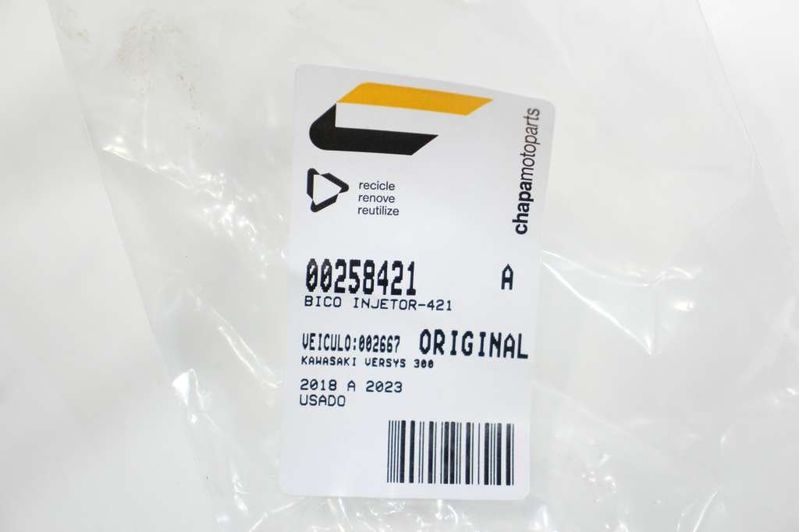 chapamotoparts
recicle
renove
reutilize
00258421 A
BICO INJETOR-421
VEICULO:002667 ORIGINAL
KAWASAKI VERSYS 300
2018 A 2023
USADO